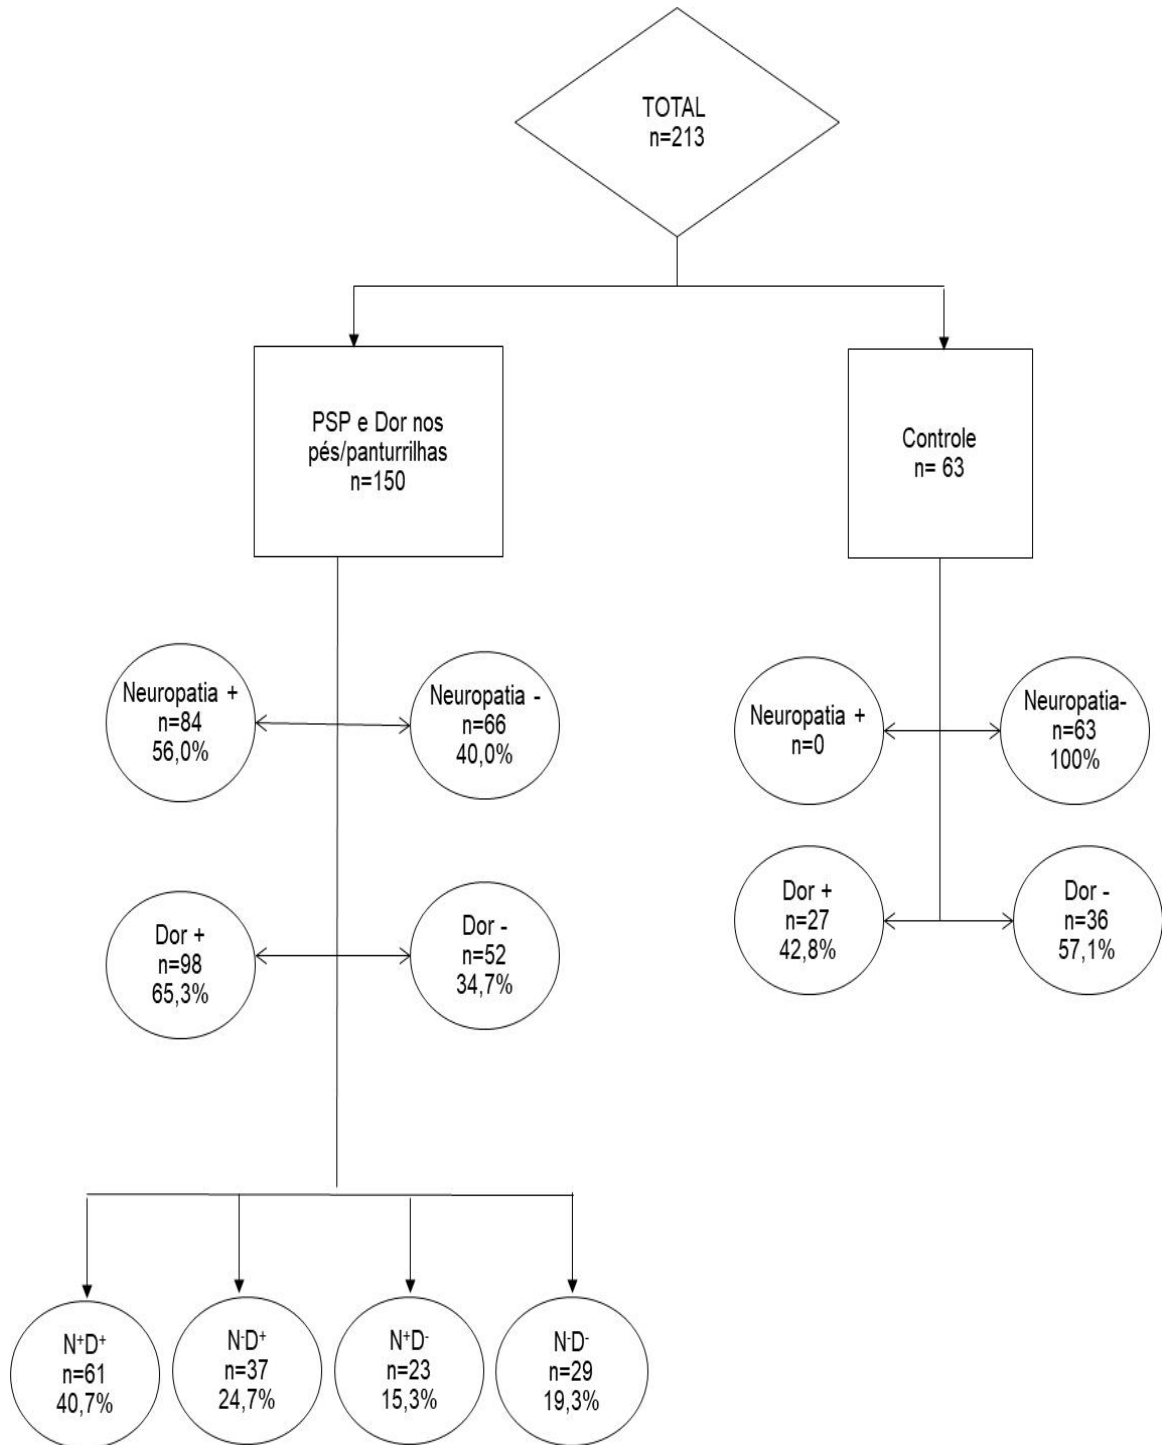 TOTAL
n=213
PSP e Dor nos
pés/panturrilhas
n=150
Controle
n= 63
Neuropatia +
n=84
56,0%
Neuropatia -
n=66
40,0%
Neuropatia +
n=0
Neuropatia-
n=63
100%
Dor +
n=98
65,3%
Dor -
n=52
34,7%
Dor +
n=27
42,8%
Dor -
n=36
57,1%
N⁺D⁺
n=61
40,7%
N⁻D⁺
n=37
24,7%
N⁺D⁻
n=23
15,3%
N⁻D⁻
n=29
19,3%